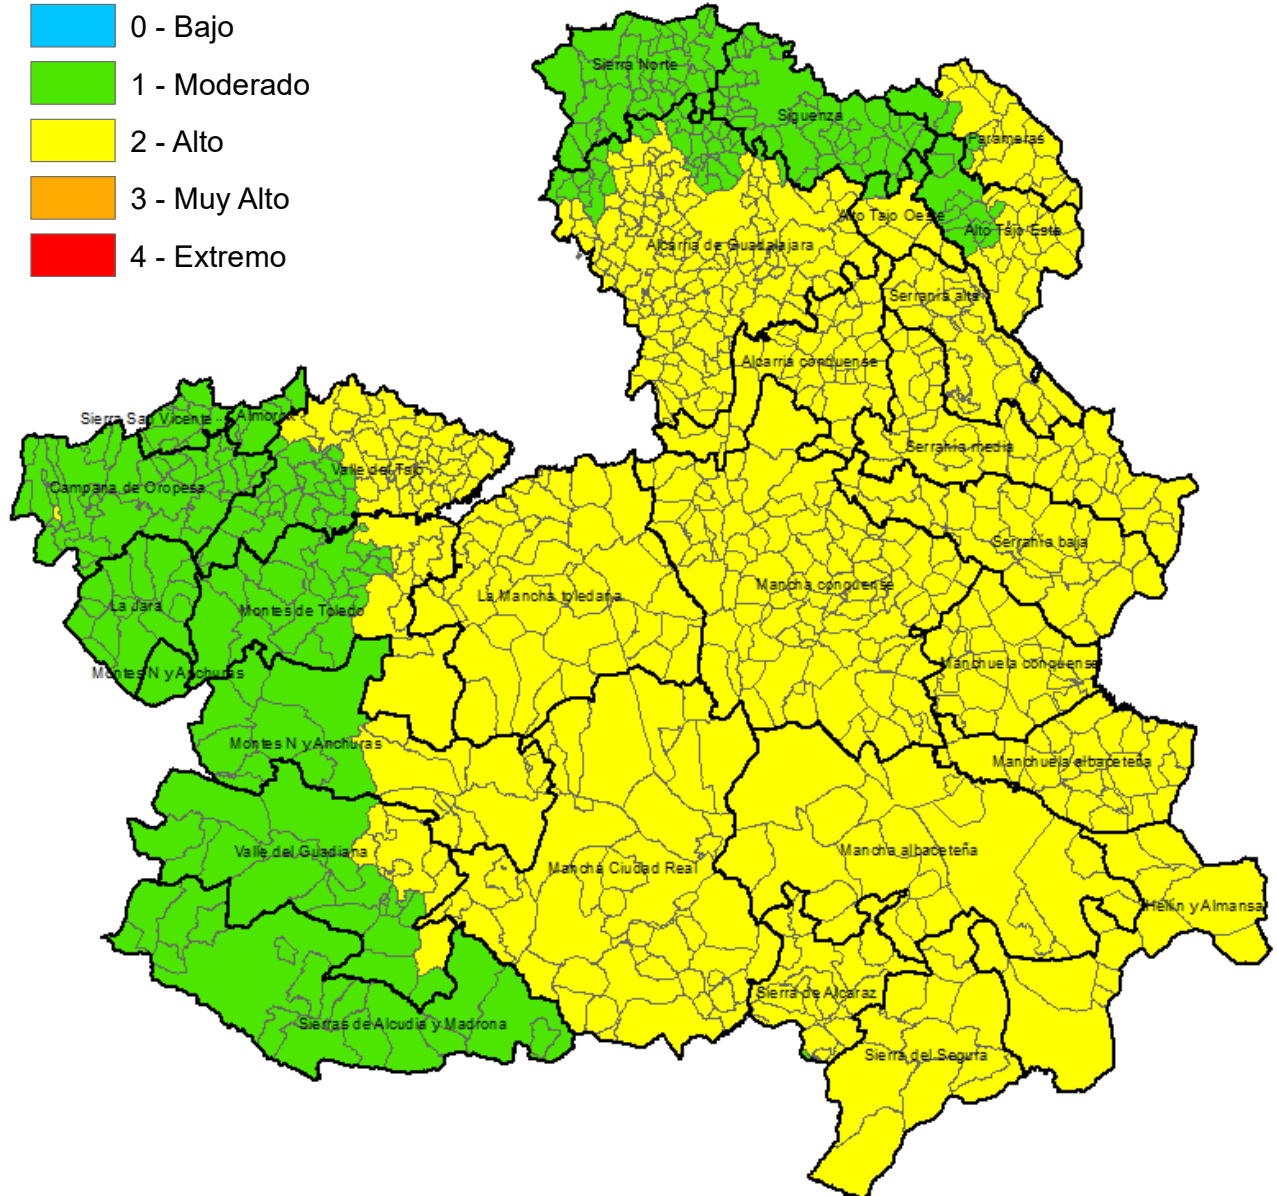 0 - Bajo
1 - Moderado
2 - Alto
3 - Muy Alto
4 - Extremo
Sierra Norte
Siguenza
Parameras
Alto Tajo Oeste
Alto Tajo Este
Alcarria de Guadalajara
Serranía alta
Alcarria conquense
Sierra San Vicente
Almorox
Serranía media
Valle del Tajo
Campana de Oropesa
Serranía baja
Mancha conquense
La Mancha toledana
La Jara
Montes de Toledo
Manchuela conquense
Montes N y Anchuras
Montes N y Anchuras
Manchuela albaceteña
Valle del Guadiana
Mancha albaceteña
Mancha Ciudad Real
Hellín y Almansa
Sierra de Alcaraz
Sierras de Alcudia y Madrona
Sierra del Segura